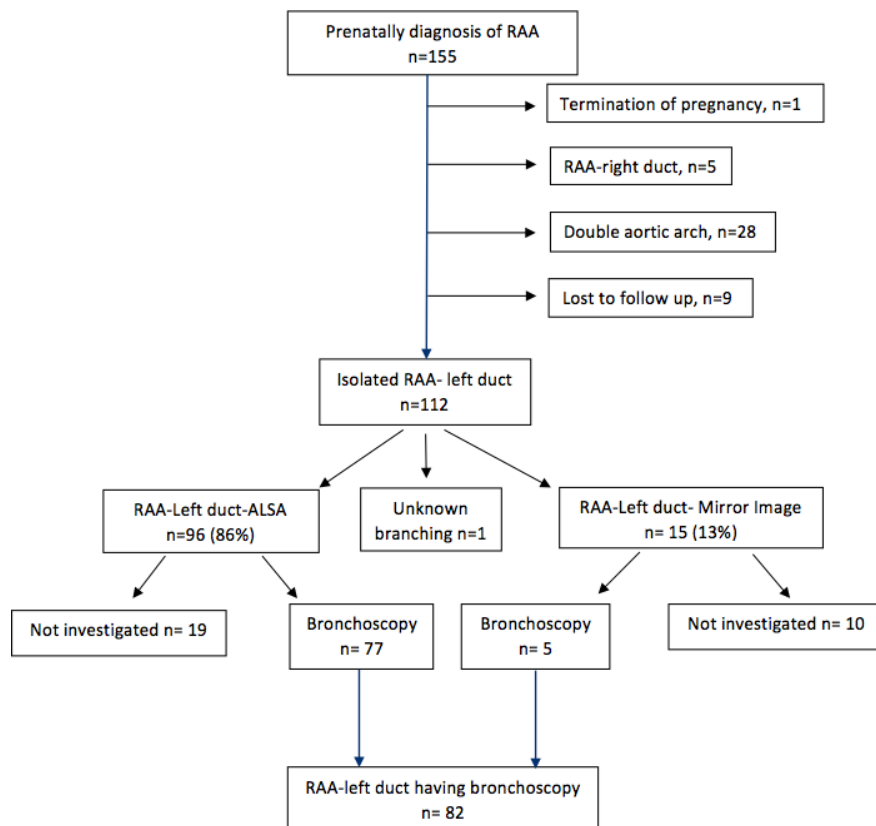 Prenatally diagnosis of RAA
n=155
Termination of pregnancy, n=1
RAA-right duct, n=5
Double aortic arch, n=28
Lost to follow up, n=9
Isolated RAA- left duct
n=112
RAA-Left duct-ALSA
n=96 (86%)
Unknown
branching n=1
RAA-Left duct- Mirror Image
n= 15 (13%)
Not investigated n= 19
Bronchoscopy
n= 77
Bronchoscopy
n= 5
Not investigated n= 10
RAA-left duct having bronchoscopy
n= 82